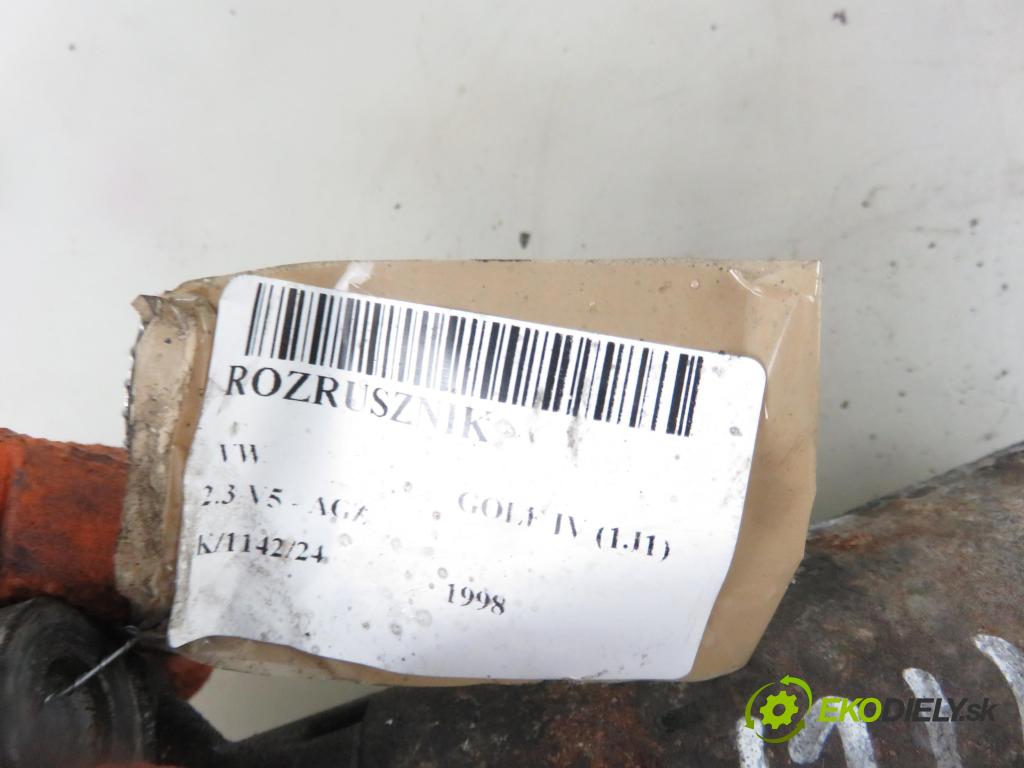 ROZRUSZNIK
VW
GOLF IV (1J1)
2.3 V5 - AGZ
K/1142/24
1998
EKODIELY.sk